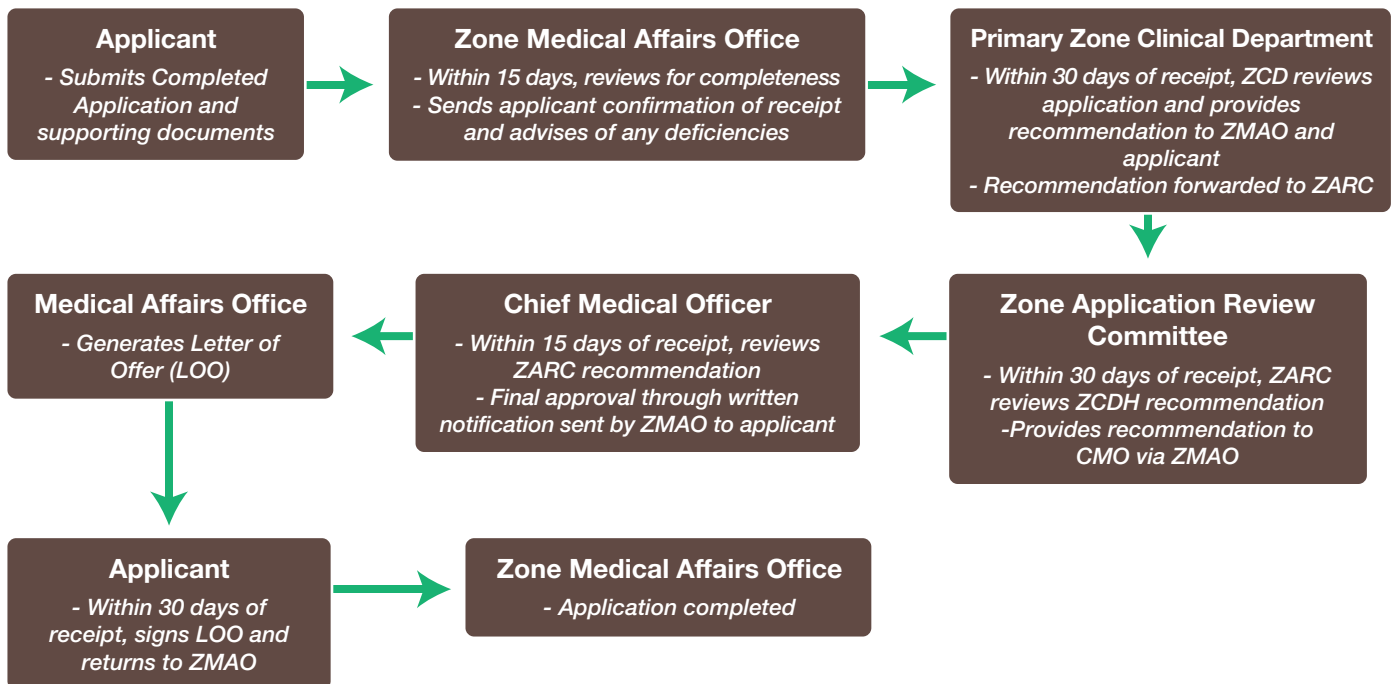 Applicant
- Submits Completed
Application and
supporting documents
Zone Medical Affairs Office
- Within 15 days, reviews for completeness
- Sends applicant confirmation of receipt
and advises of any deficiencies
Primary Zone Clinical Department
- Within 30 days of receipt, ZCD reviews
application and provides
recommendation to ZMAO and
applicant
- Recommendation forwarded to ZARC
Zone Application Review
Committee
- Within 30 days of receipt, ZARC
reviews ZCDH recommendation
-Provides recommendation to
CMO via ZMAO
Chief Medical Officer
- Within 15 days of receipt, reviews
ZARC recommendation
- Final approval through written
notification sent by ZMAO to applicant
Medical Affairs Office
- Generates Letter of
Offer (LOO)
Applicant
- Within 30 days of
receipt, signs LOO and
returns to ZMAO
Zone Medical Affairs Office
- Application completed